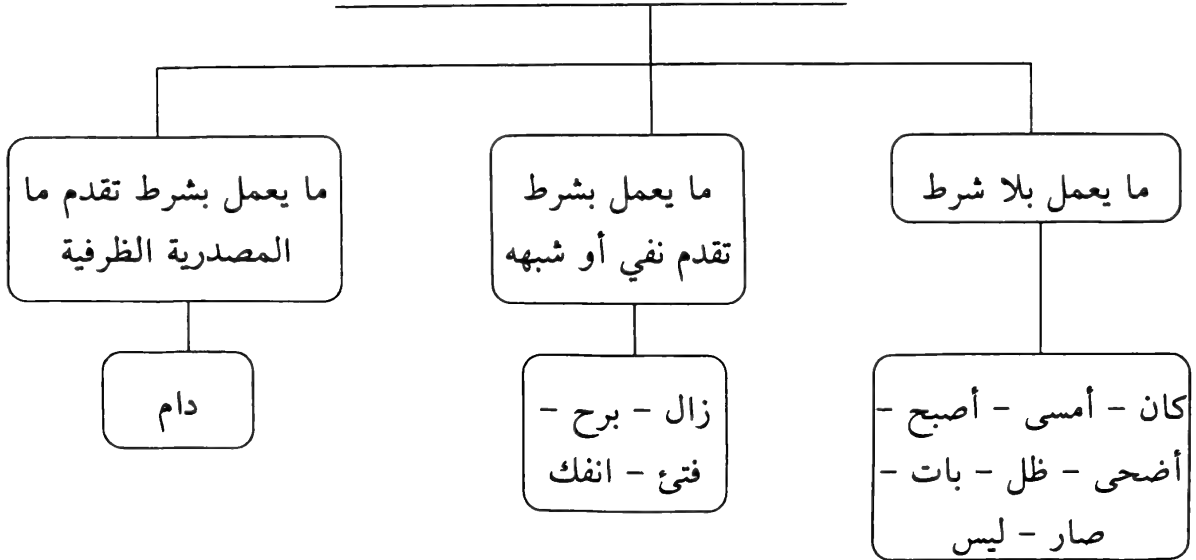 ما يعمل بلا شرط
كان – أمسى – أصبح –
أضحى – ظل – بات –
صار – ليس
ما يعمل بشرط
تقدم نفي أو شبهه
زال – برح –
فتئ – انفك
ما يعمل بشرط تقدم ما
المصدرية الظرفية
دام